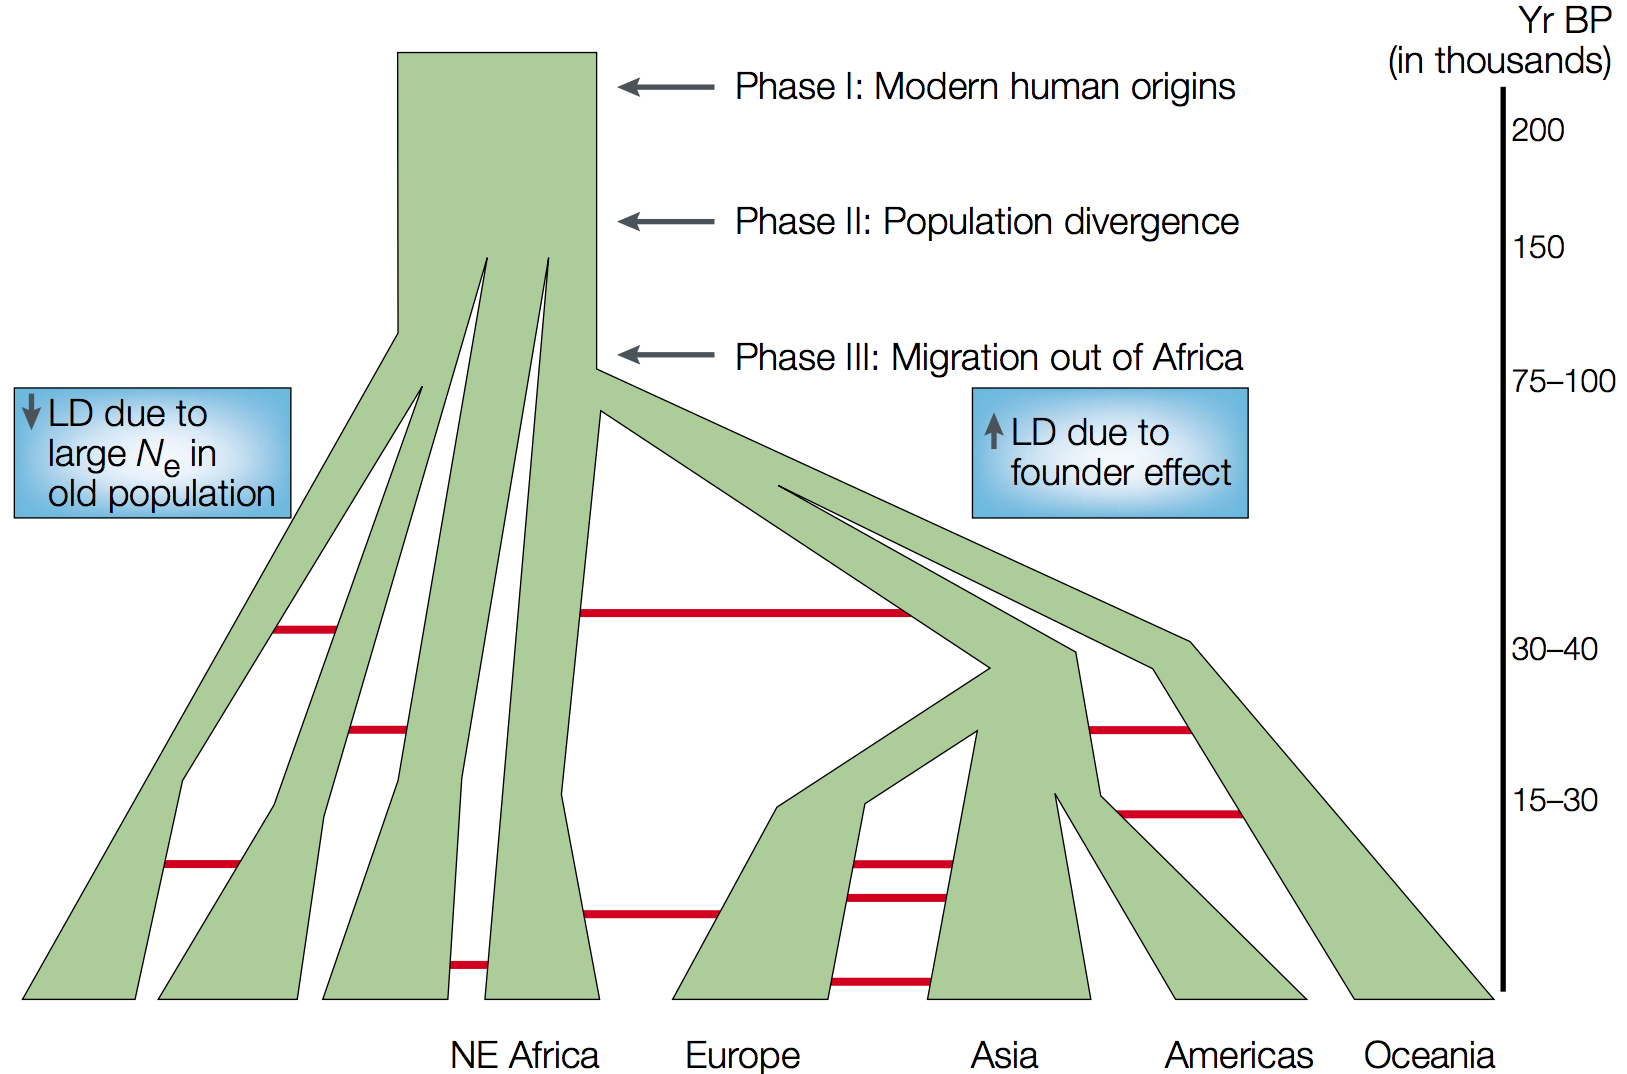 Yr BP
(in thousands)
Phase I: Modern human origins
200
Phase II: Population divergence
150
Phase III: Migration out of Africa
75–100
↓ LD due to
large Ne in
old population
↑ LD due to
founder effect
30–40
15–30
NE Africa
Europe
Asia
Americas
Oceania